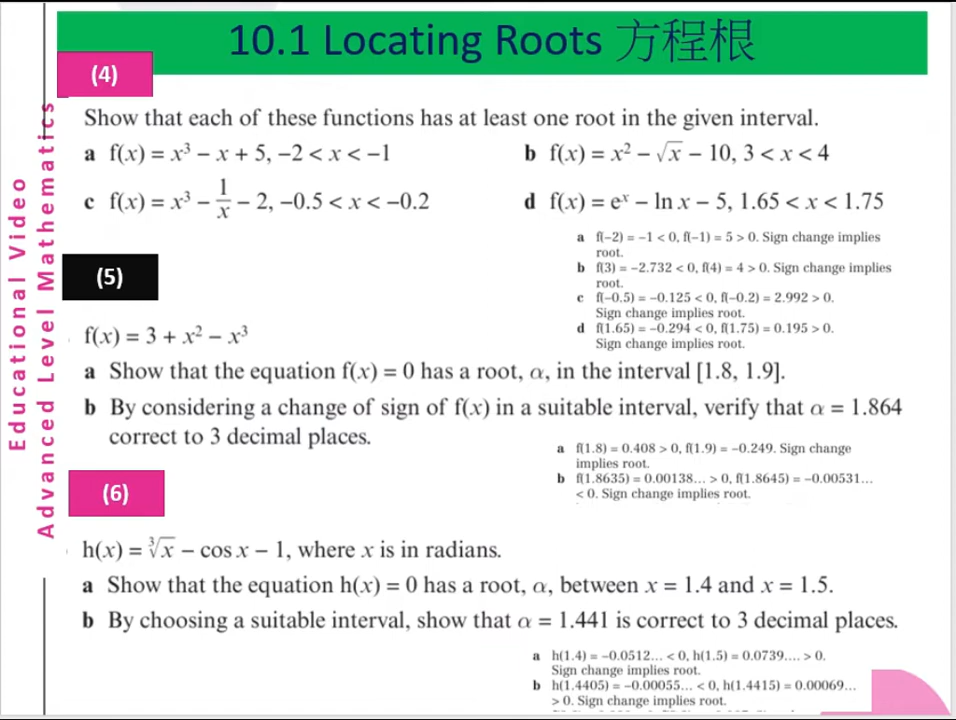 10.1 Locating Roots 方程根
(4)
Educational Video
Advanced Level Mathematics
Show that each of these functions has at least one root in the given interval.
a f(x) = x³ − x + 5, −2 < x < −1
b f(x) = x² − √x − 10, 3 < x < 4
c f(x) = x³ − 1/x − 2, −0.5 < x < −0.2
d f(x) = eˣ − ln x − 5, 1.65 < x < 1.75
a f(−2) = −1 < 0, f(−1) = 5 > 0. Sign change implies
root.
b f(3) = −2.732 < 0, f(4) = 4 > 0. Sign change implies
root.
c f(−0.5) = −0.125 < 0, f(−0.2) = 2.992 > 0.
Sign change implies root.
d f(1.65) = −0.294 < 0, f(1.75) = 0.195 > 0.
Sign change implies root.
(5)
f(x) = 3 + x² − x³
a Show that the equation f(x) = 0 has a root, α, in the interval [1.8, 1.9].
b By considering a change of sign of f(x) in a suitable interval, verify that α = 1.864
correct to 3 decimal places.
a f(1.8) = 0.408 > 0, f(1.9) = −0.249. Sign change
implies root.
b f(1.8635) = 0.00138... > 0, f(1.8645) = −0.00531...
< 0. Sign change implies root.
(6)
h(x) = ∛x − cos x − 1, where x is in radians.
a Show that the equation h(x) = 0 has a root, α, between x = 1.4 and x = 1.5.
b By choosing a suitable interval, show that α = 1.441 is correct to 3 decimal places.
a h(1.4) = −0.0512... < 0, h(1.5) = 0.0739.... > 0.
Sign change implies root.
b h(1.4405) = −0.00055... < 0, h(1.4415) = 0.00069...
> 0. Sign change implies root.